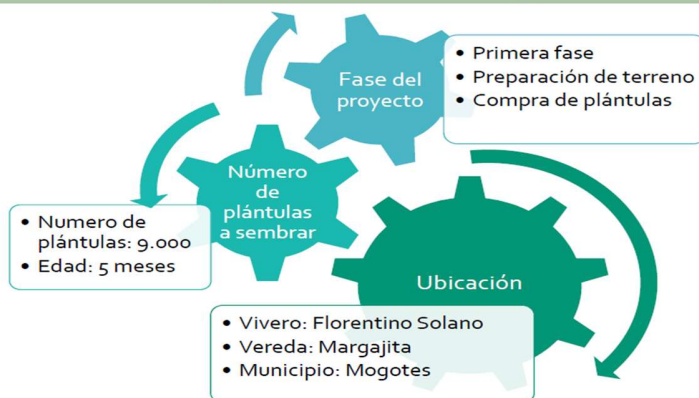 Fase del
proyecto
• Primera fase
• Preparación de terreno
• Compra de plántulas
Número
de
plántulas
a sembrar
• Numero de
plántulas: 9.000
• Edad: 5 meses
Ubicación
• Vivero: Florentino Solano
• Vereda: Margajita
• Municipio: Mogotes